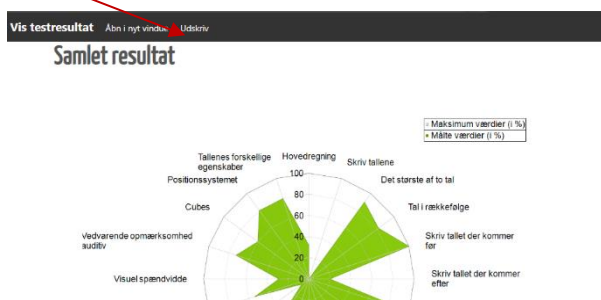 Vis testresultat Åbn i nyt vindue Udskriv
Samlet resultat
Maksimum værdier (i %)
Målte værdier (i %)
Tallenes forskellige
egenskaber
Hovedregning
Skriv tallene
Positionssystemet
100
Det største af to tal
80
Cubes
Tal i rækkefølge
60
Vedvarende opmærksomhed
auditiv
40
Skriv tallet der kommer
før
20
Visuel spændvidde
0
Skriv tallet der kommer
efter